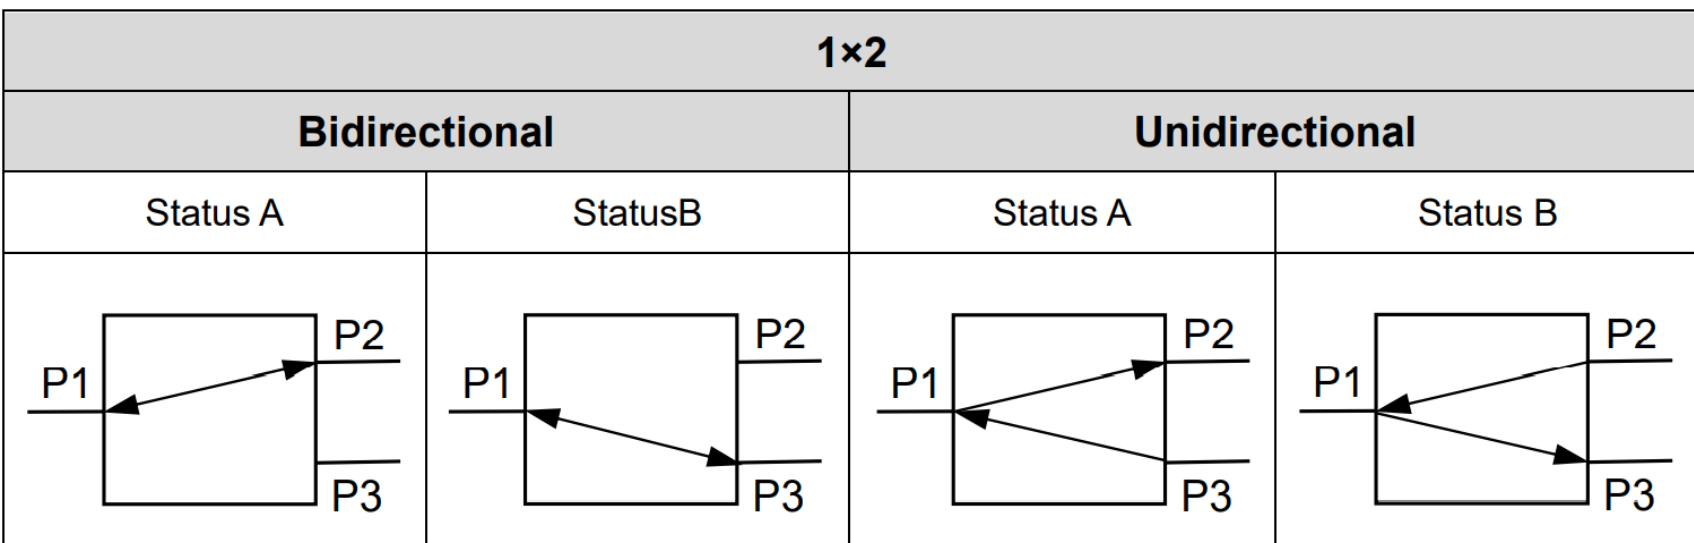 1×2
Bidirectional
Unidirectional
Status A
StatusB
Status A
Status B
P1
P2
P3
P1
P2
P3
P1
P2
P3
P1
P2
P3